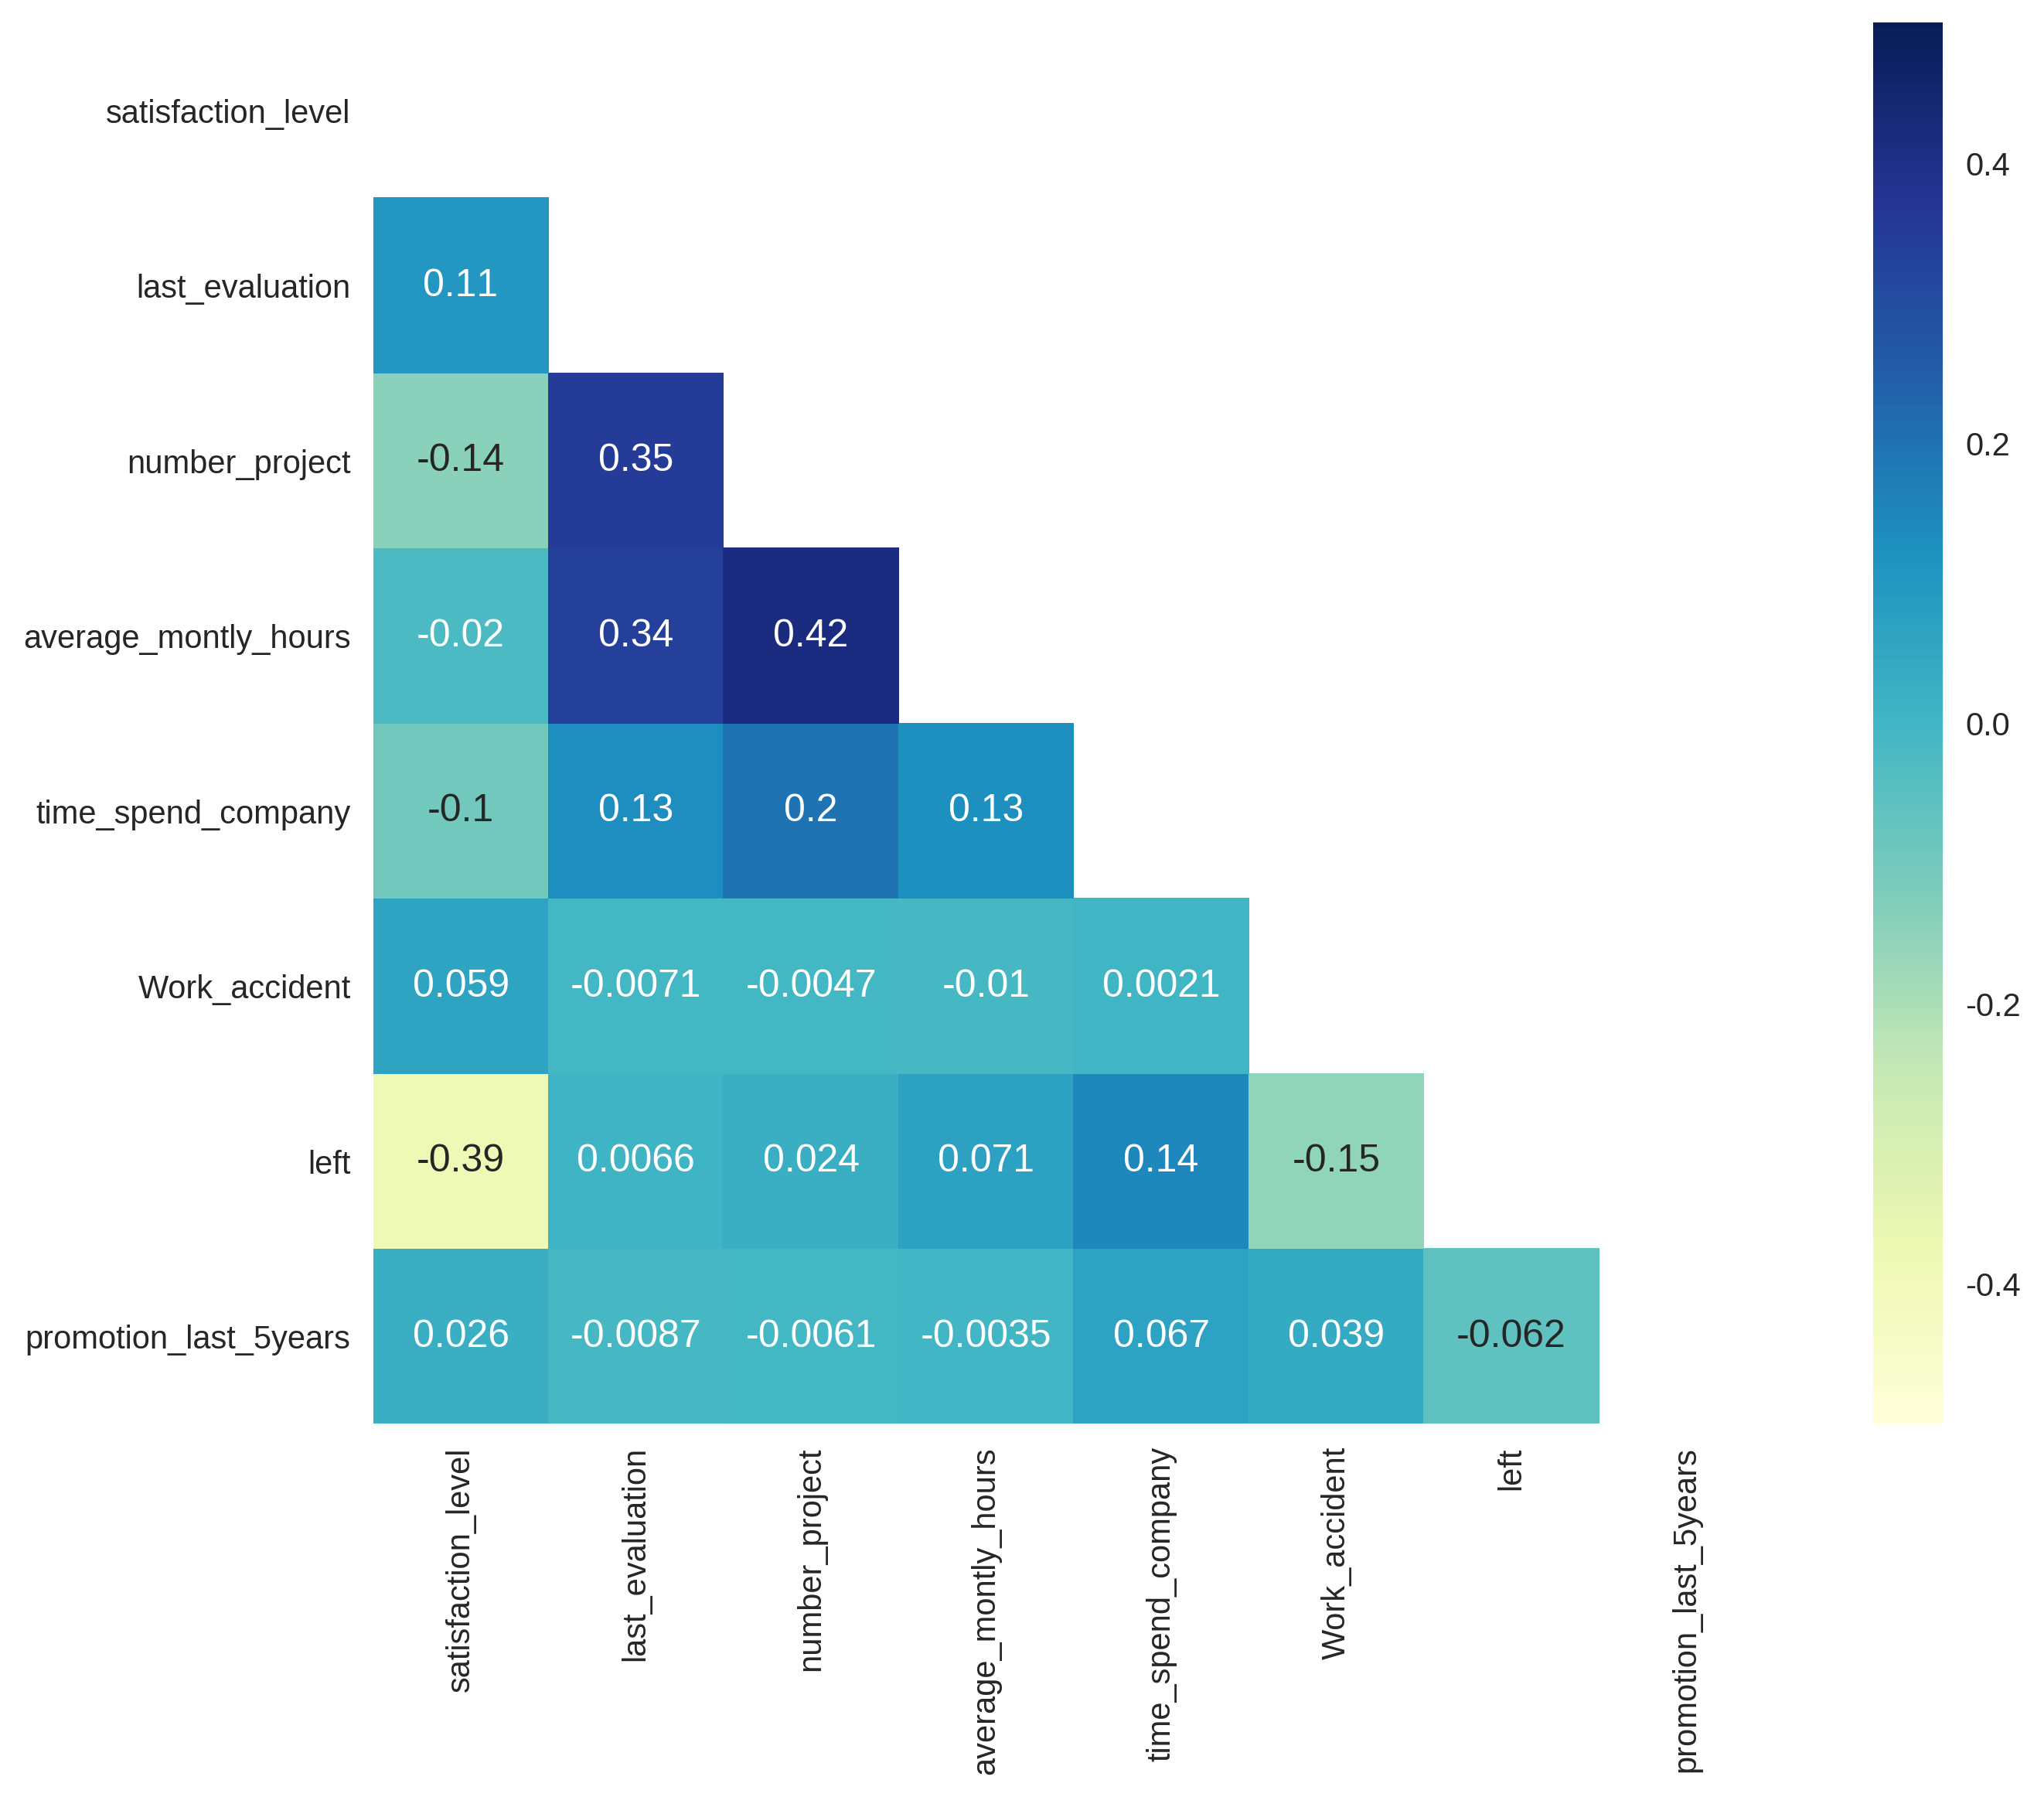 satisfaction_level
0.4
last_evaluation 0.11
0.2
number_project -0.14 0.35
average_montly_hours -0.02 0.34 0.42
0.0
time_spend_company -0.1 0.13 0.2 0.13
Work_accident 0.059 -0.0071 -0.0047 -0.01 0.0021
-0.2
left -0.39 0.0066 0.024 0.071 0.14 -0.15
-0.4
promotion_last_5years 0.026 -0.0087 -0.0061 -0.0035 0.067 0.039 -0.062
satisfaction_level
last_evaluation
number_project
average_montly_hours
time_spend_company
Work_accident
left
promotion_last_5years